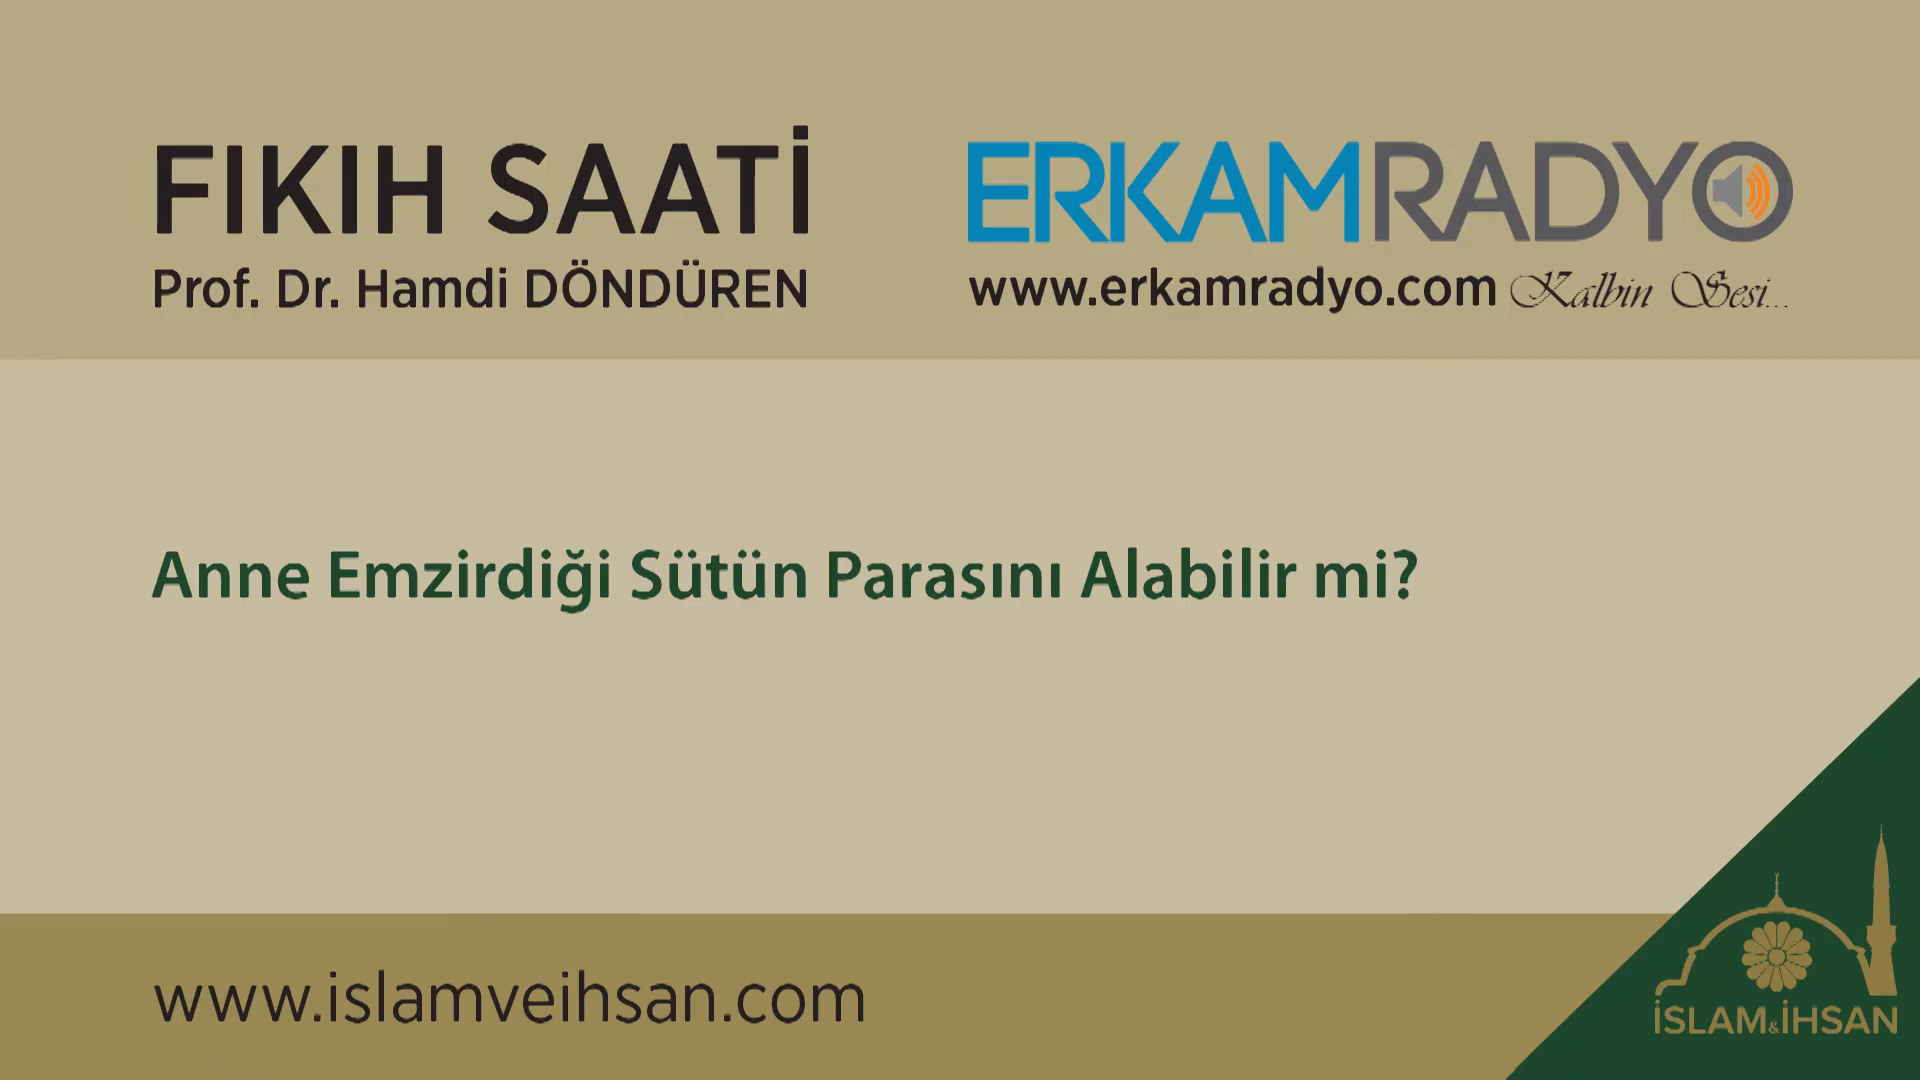 FIKIH SAATİ
Prof. Dr. Hamdi DÖNDÜREN
ERKAMRADYO
www.erkamradyo.com Kalbin Sesi...
Anne Emzirdiği Sütün Parasını Alabilir mi?
www.islamveihsan.com
İSLAM&İHSAN